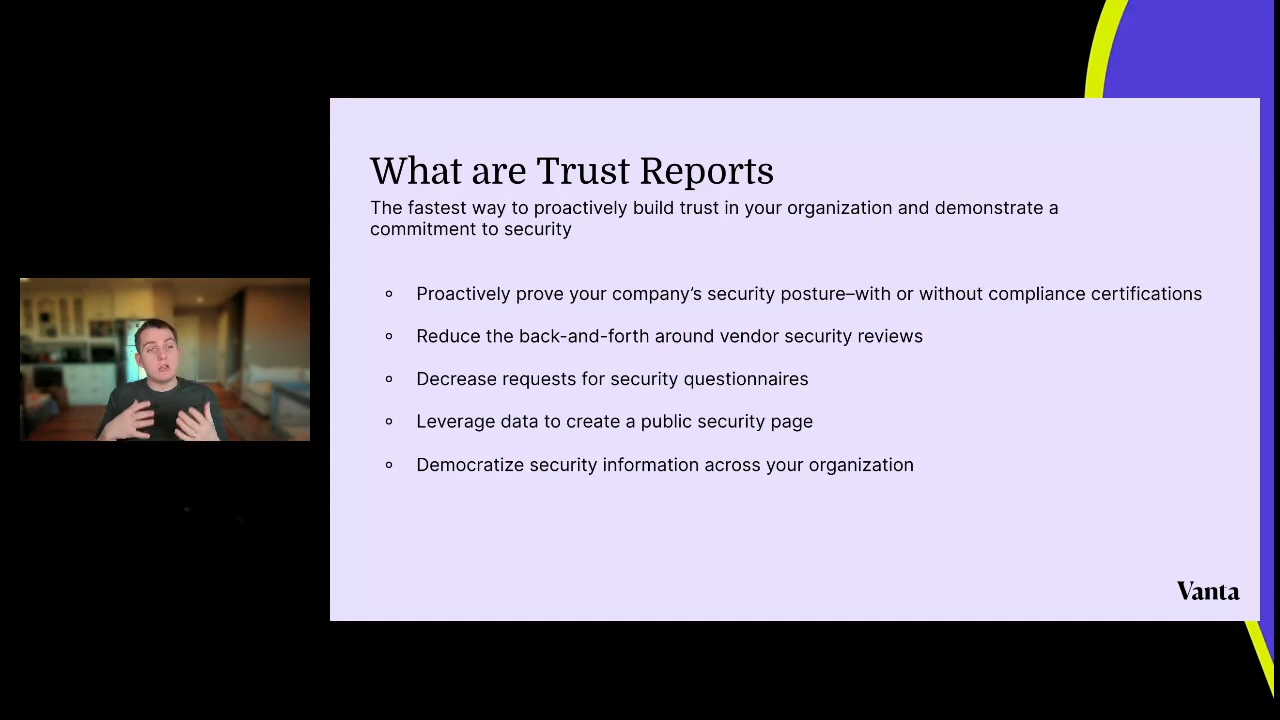 What are Trust Reports
The fastest way to proactively build trust in your organization and demonstrate a
commitment to security
Proactively prove your company’s security posture–with or without compliance certifications
Reduce the back-and-forth around vendor security reviews
Decrease requests for security questionnaires
Leverage data to create a public security page
Democratize security information across your organization
Vanta